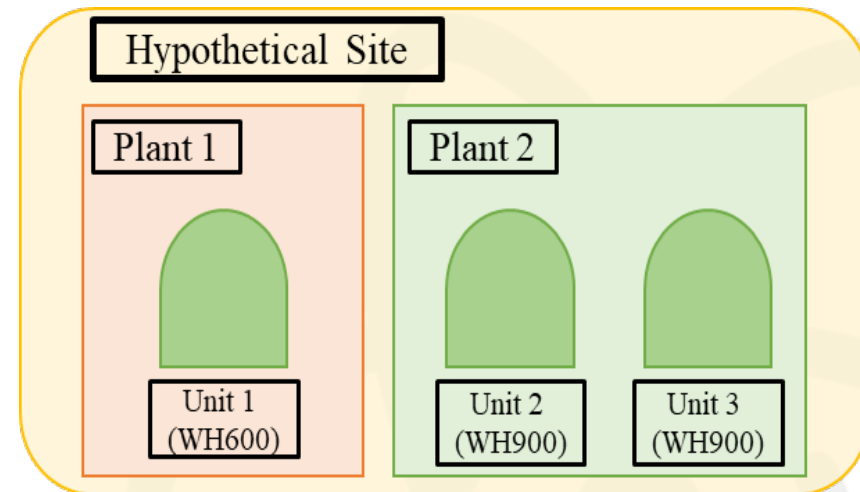 Hypothetical Site
Plant 1
Plant 2
Unit 1
(WH600)
Unit 2
(WH900)
Unit 3
(WH900)